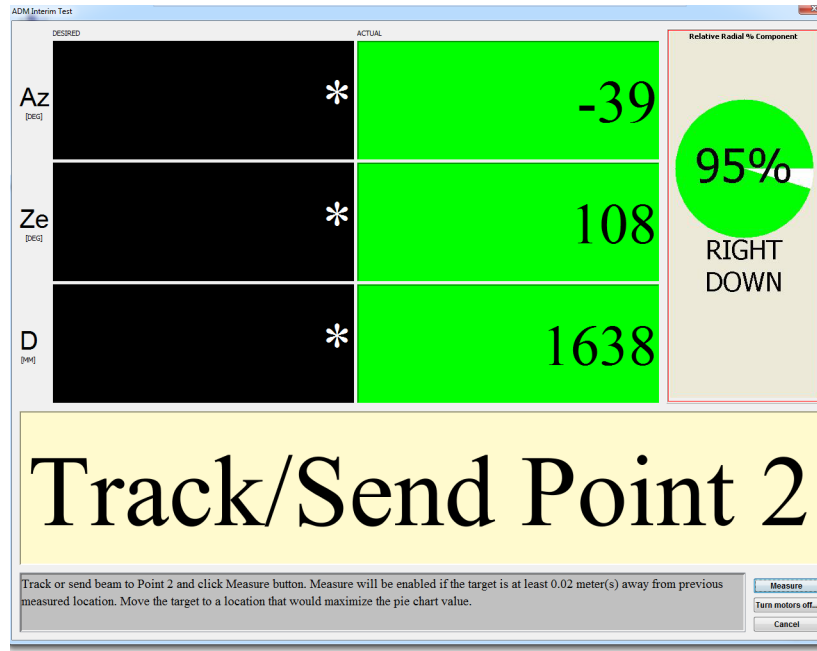 ADM Interim Test
DESIRED
ACTUAL
Relative Radial % Component
Az
[DEG]
*
-39
95%
RIGHT
DOWN
Ze
[DEG]
*
108
D
[MM]
*
1638
Track/Send Point 2
Track or send beam to Point 2 and click Measure button. Measure will be enabled if the target is at least 0.02 meter(s) away from previous
measured location. Move the target to a location that would maximize the pie chart value.
Measure
Turn motors off...
Cancel